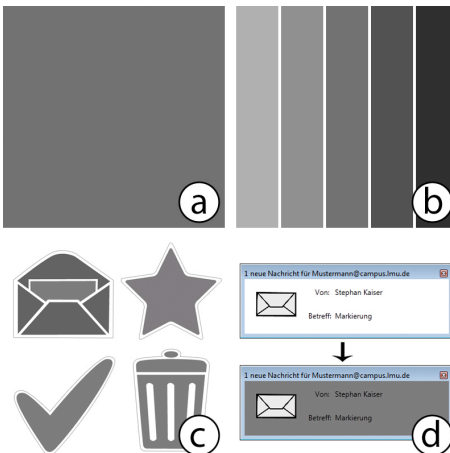 a
b
c
1 neue Nachricht für Mustermann@campus.lmu.de
Von: Stephan Kaiser
Betreff: Markierung
1 neue Nachricht für Mustermann@campus.lmu.de
Von: Stephan Kaiser
Betreff: Markierung
d